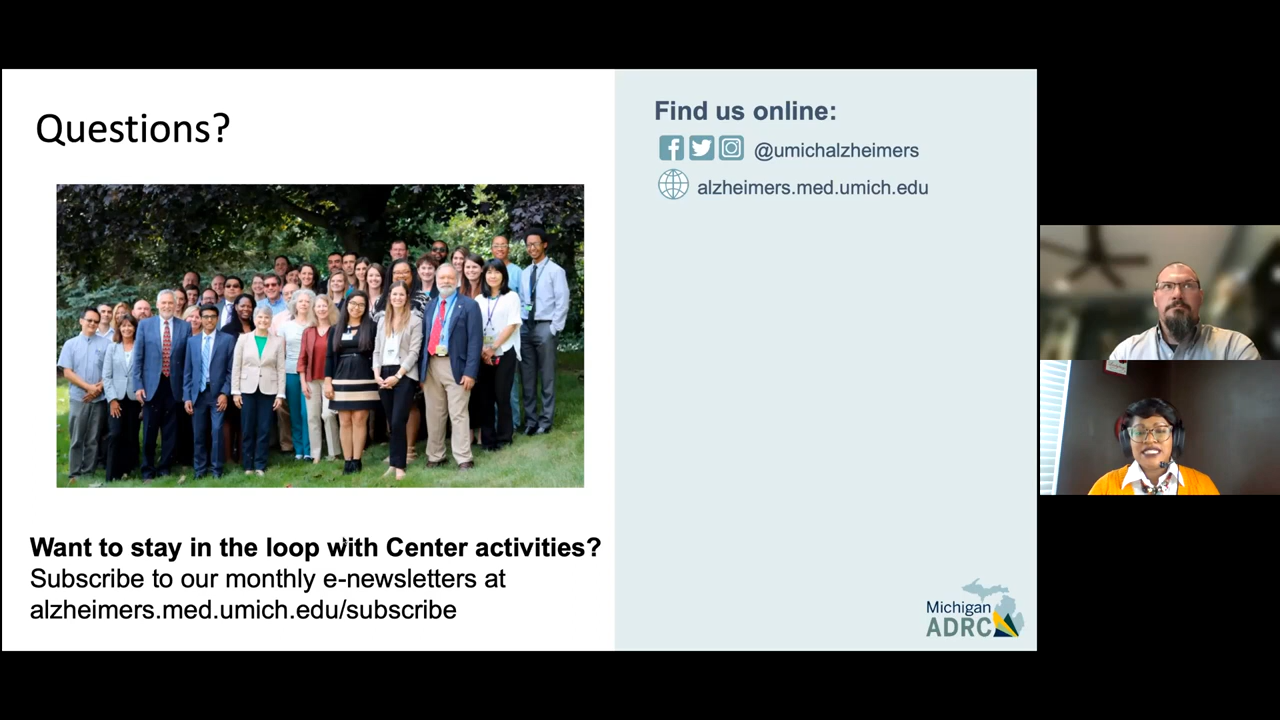 Questions?
Want to stay in the loop with Center activities?
Subscribe to our monthly e-newsletters at
alzheimers.med.umich.edu/subscribe
Find us online:
@umichalzheimers
alzheimers.med.umich.edu
Michigan
ADRC